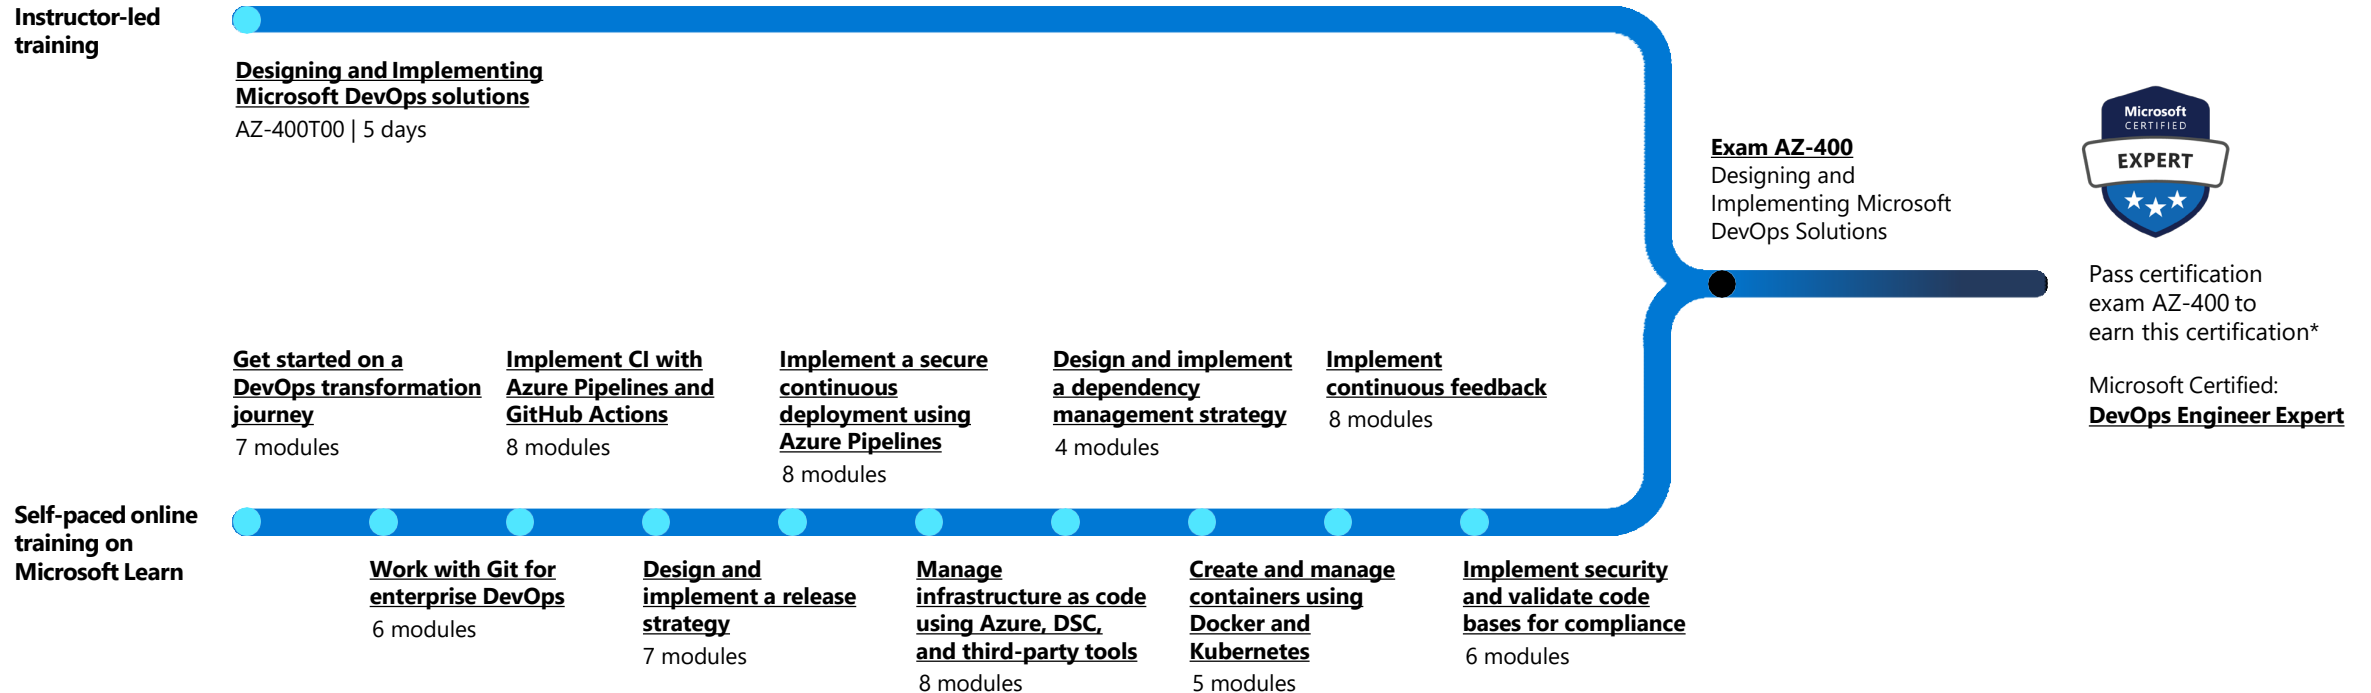 Instructor-led
training
Designing and Implementing
Microsoft DevOps solutions
AZ-400T00 | 5 days
Exam AZ-400
Designing and
Implementing Microsoft
DevOps Solutions
Microsoft
CERTIFIED
EXPERT
Pass certification
exam AZ-400 to
earn this certification*
Microsoft Certified:
DevOps Engineer Expert
Get started on a
DevOps transformation
journey
7 modules
Implement CI with
Azure Pipelines and
GitHub Actions
8 modules
Implement a secure
continuous
deployment using
Azure Pipelines
8 modules
Design and implement
a dependency
management strategy
4 modules
Implement
continuous feedback
8 modules
Self-paced online
training on
Microsoft Learn
Work with Git for
enterprise DevOps
6 modules
Design and
implement a release
strategy
7 modules
Manage
infrastructure as code
using Azure, DSC,
and third-party tools
8 modules
Create and manage
containers using
Docker and
Kubernetes
5 modules
Implement security
and validate code
bases for compliance
6 modules